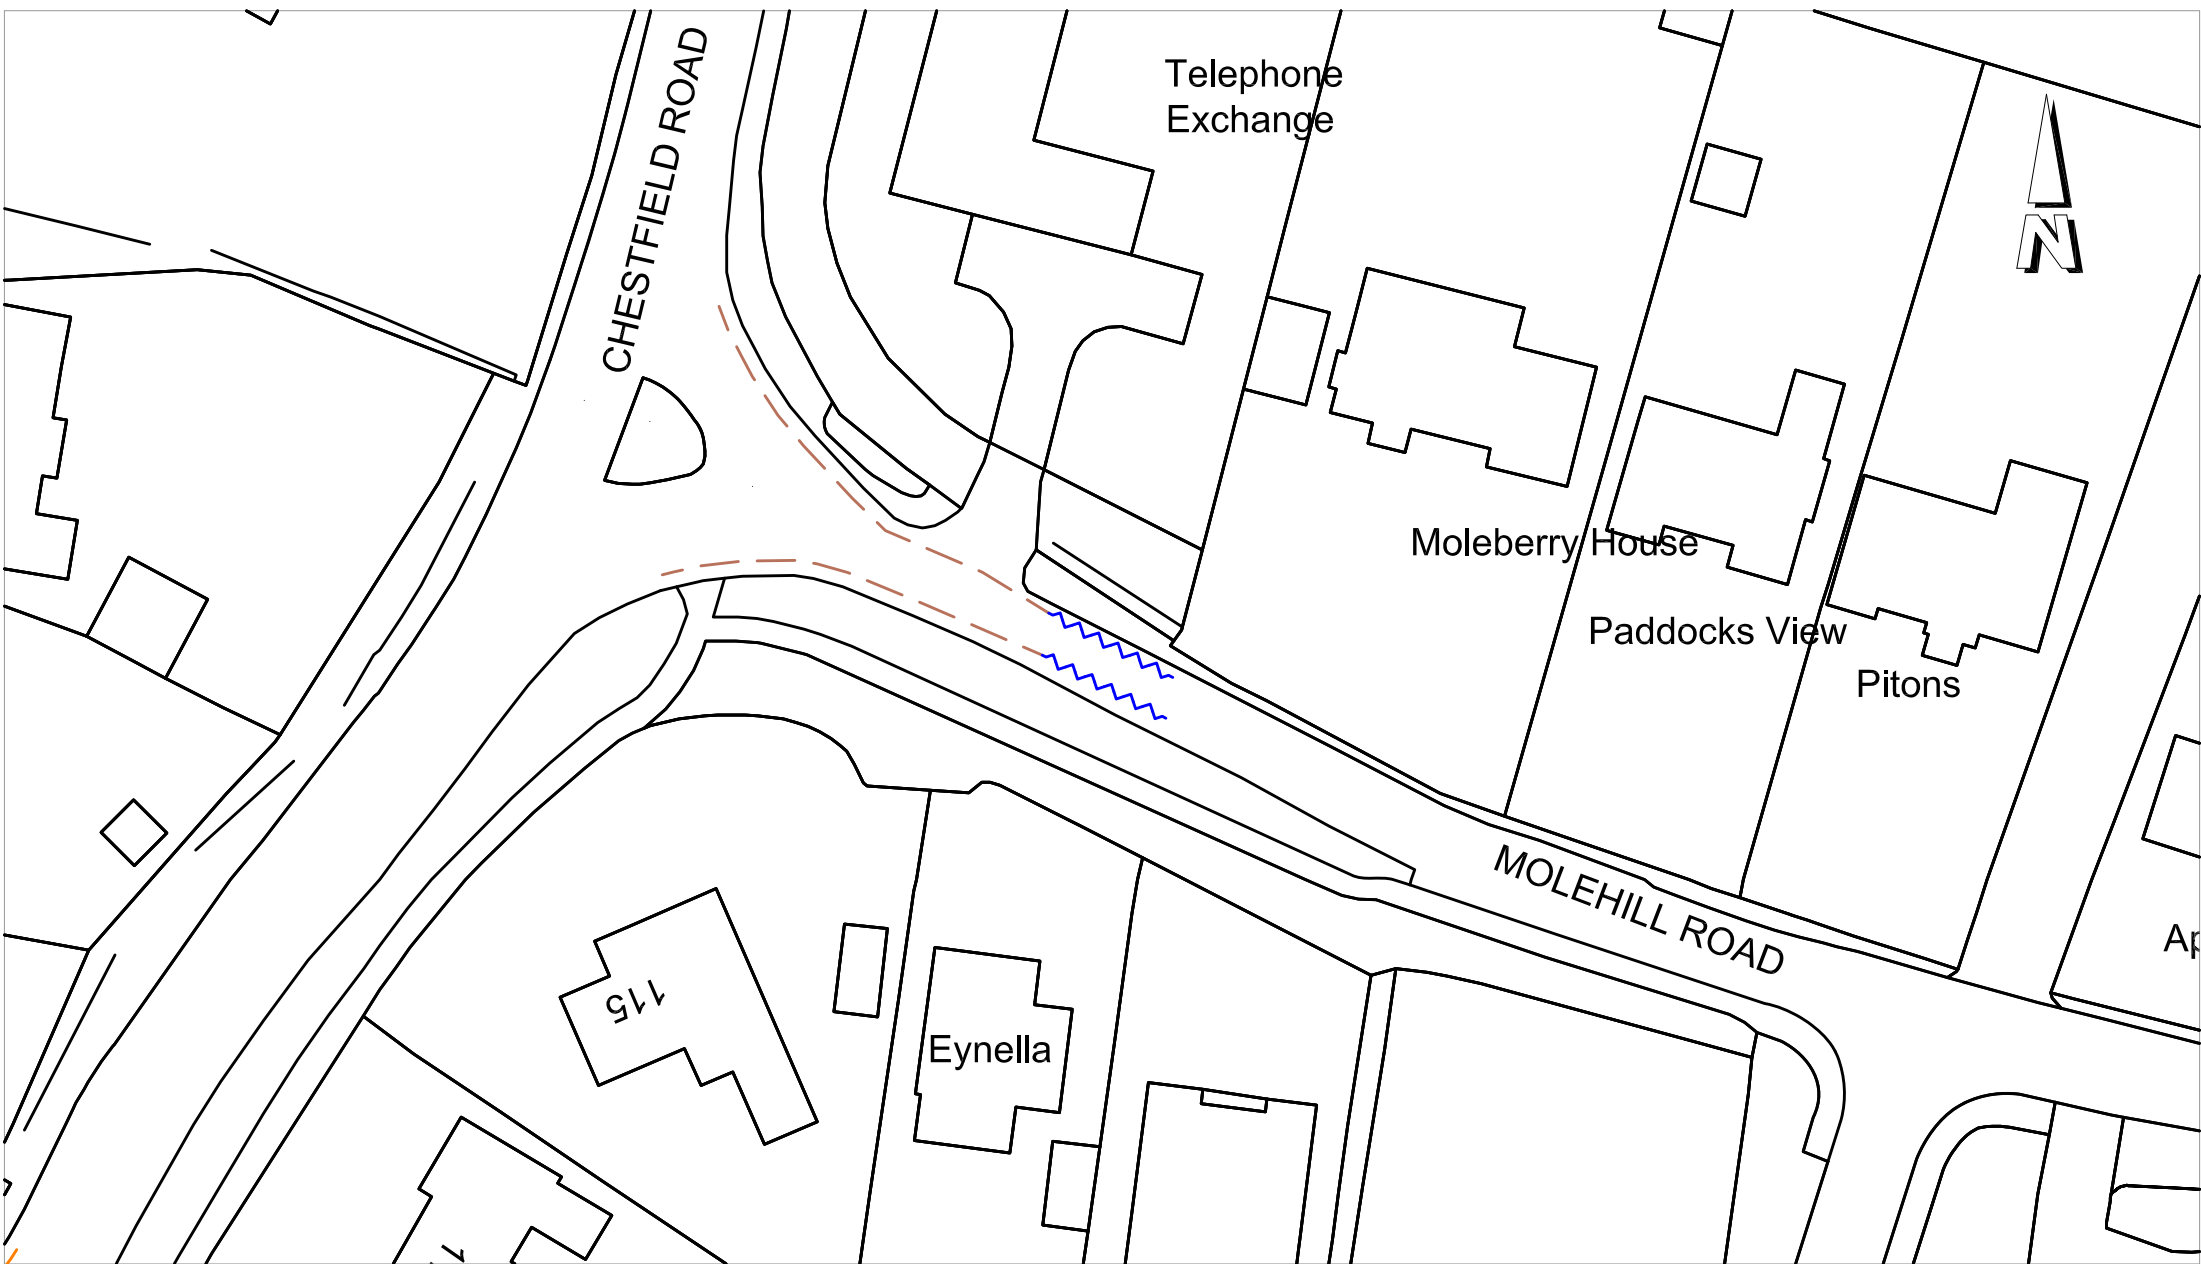 CHESTFIELD ROAD
Telephone
Exchange
N
Moleberry House
Paddocks View
Pitons
MOLEHILL ROAD
115
Eynella